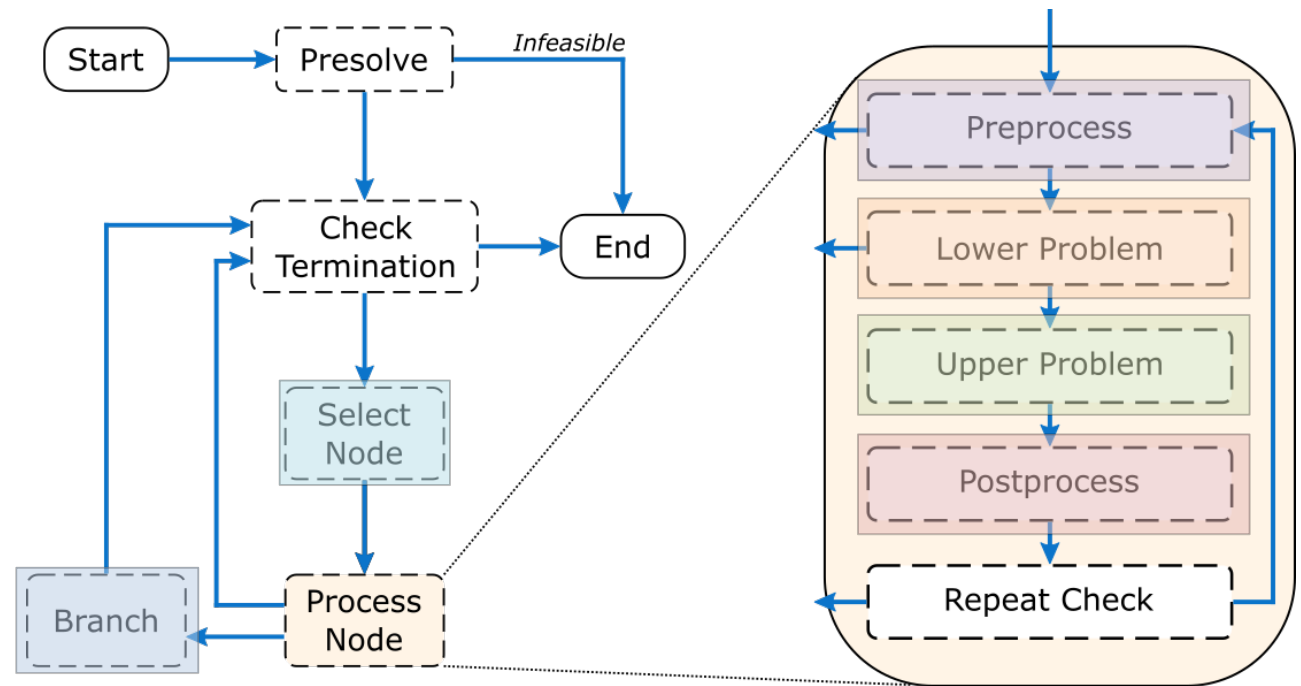 Start
Presolve
Infeasible
Check
Termination
End
Select
Node
Branch
Process
Node
Preprocess
Lower Problem
Upper Problem
Postprocess
Repeat Check